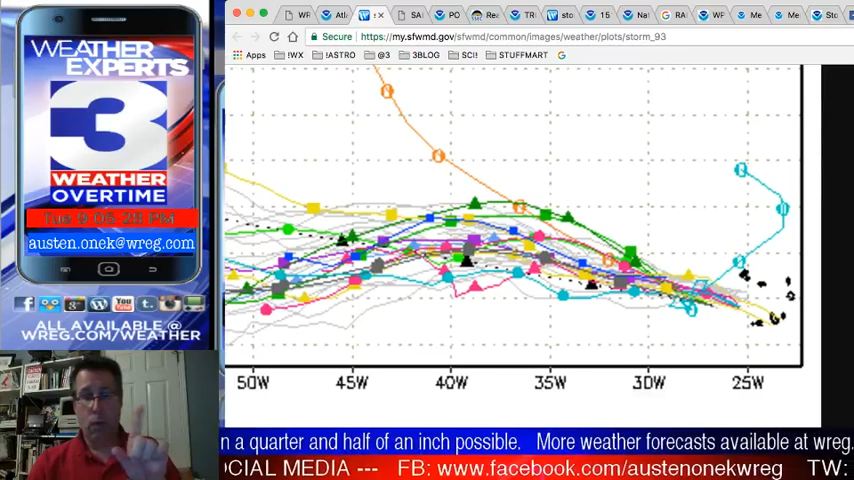 WEATHER
EXPERTS
3
WEATHER
OVERTIME
Tue 9:05:28 PM
austen.onek@wreg.com
ALL AVAILABLE @
WREG.COM/WEATHER
Secure https://my.sfwmd.gov/sfwmd/common/images/weather/plots/storm_93
Apps !WX !ASTRO @3 3BLOG SCI! STUFFMART
50W 45W 40W 35W 30W 25W
n a quarter and half of an inch possible. More weather forecasts available at wreg.
OCIAL MEDIA --- FB: www.facebook.com/austenonekwreg TW: